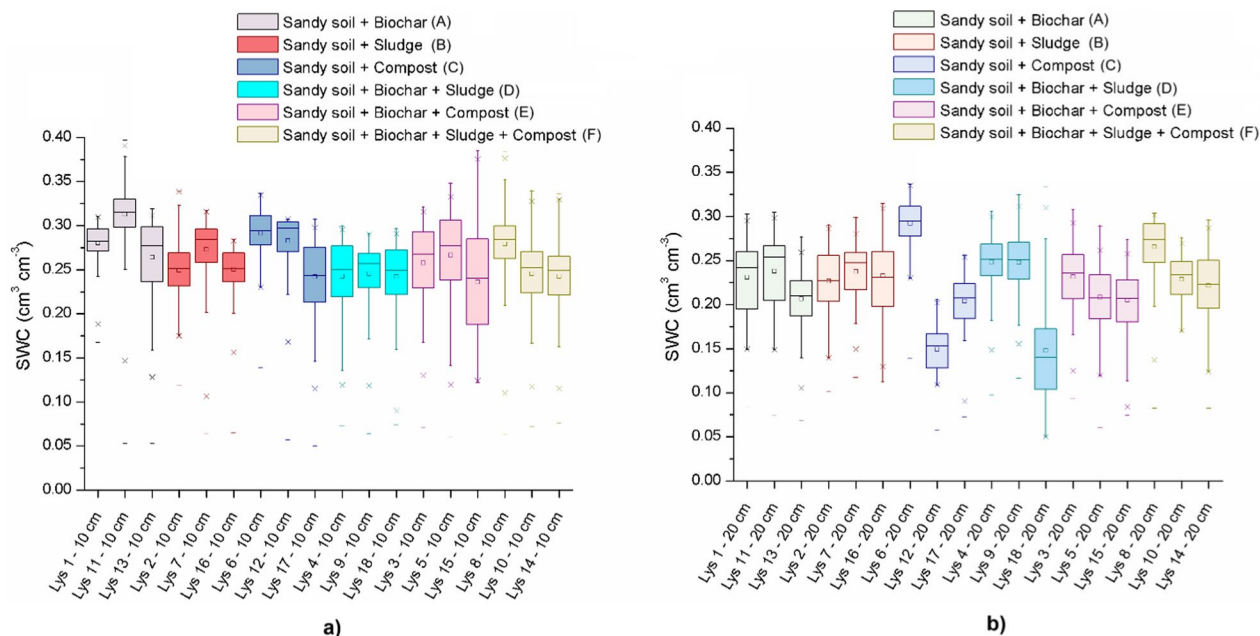 Sandy soil + Biochar (A)
Sandy soil + Sludge (B)
Sandy soil + Compost (C)
Sandy soil + Biochar + Sludge (D)
Sandy soil + Biochar + Compost (E)
Sandy soil + Biochar + Sludge + Compost (F)
0.40
0.35
0.30
0.25
0.20
0.15
0.10
0.05
0.00
SWC (cm³ cm⁻³)
Lys 1 - 10 cm
Lys 11 - 10 cm
Lys 13 - 10 cm
Lys 2 - 10 cm
Lys 7 - 10 cm
Lys 16 - 10 cm
Lys 6 - 10 cm
Lys 12 - 10 cm
Lys 17 - 10 cm
Lys 4 - 10 cm
Lys 9 - 10 cm
Lys 3 - 10 cm
Lys 5 - 10 cm
Lys 15 - 10 cm
Lys 8 - 10 cm
Lys 10 - 10 cm
Lys 14 - 10 cm
a)
Sandy soil + Biochar (A)
Sandy soil + Sludge (B)
Sandy soil + Compost (C)
Sandy soil + Biochar + Sludge (D)
Sandy soil + Biochar + Compost (E)
Sandy soil + Biochar + Sludge + Compost (F)
0.40
0.35
0.30
0.25
0.20
0.15
0.10
0.05
0.00
SWC (cm³ cm⁻³)
Lys 1 - 20 cm
Lys 11 - 20 cm
Lys 13 - 20 cm
Lys 2 - 20 cm
Lys 7 - 20 cm
Lys 16 - 20 cm
Lys 6 - 20 cm
Lys 12 - 20 cm
Lys 17 - 20 cm
Lys 4 - 20 cm
Lys 9 - 20 cm
Lys 18 - 20 cm
Lys 3 - 20 cm
Lys 5 - 20 cm
Lys 15 - 20 cm
Lys 8 - 20 cm
Lys 10 - 20 cm
Lys 14 - 20 cm
b)